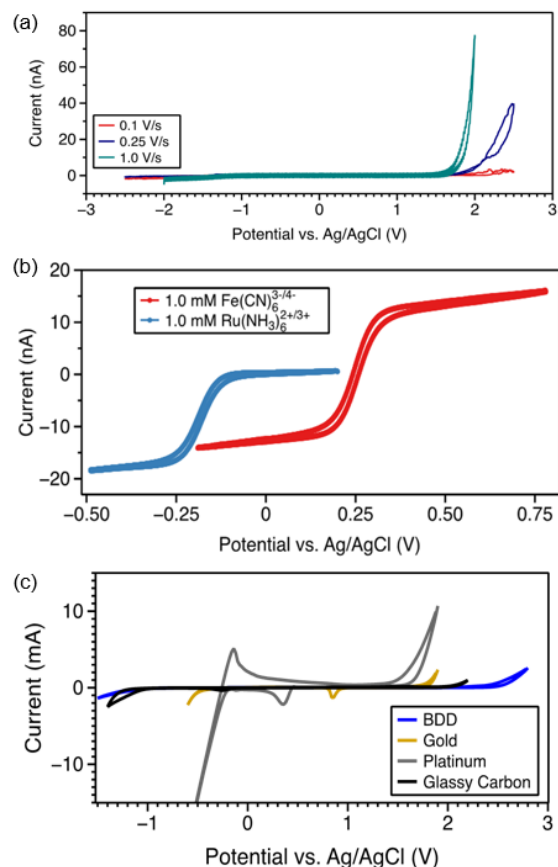 (a)
80
60
40
20
0
Current (nA)
0.1 V/s
0.25 V/s
1.0 V/s
−3 −2 −1 0 1 2 3
Potential vs. Ag/AgCl (V)
(b)
20
10
0
−10
−20
Current (nA)
1.0 mM Fe(CN)₆³⁻/⁴⁻
1.0 mM Ru(NH₃)₆²⁺/³⁺
−0.50 −0.25 0 0.25 0.50 0.75
Potential vs. Ag/AgCl (V)
(c)
10
0
−10
Current (mA)
BDD
Gold
Platinum
Glassy Carbon
−1 0 1 2 3
Potential vs. Ag/AgCl (V)